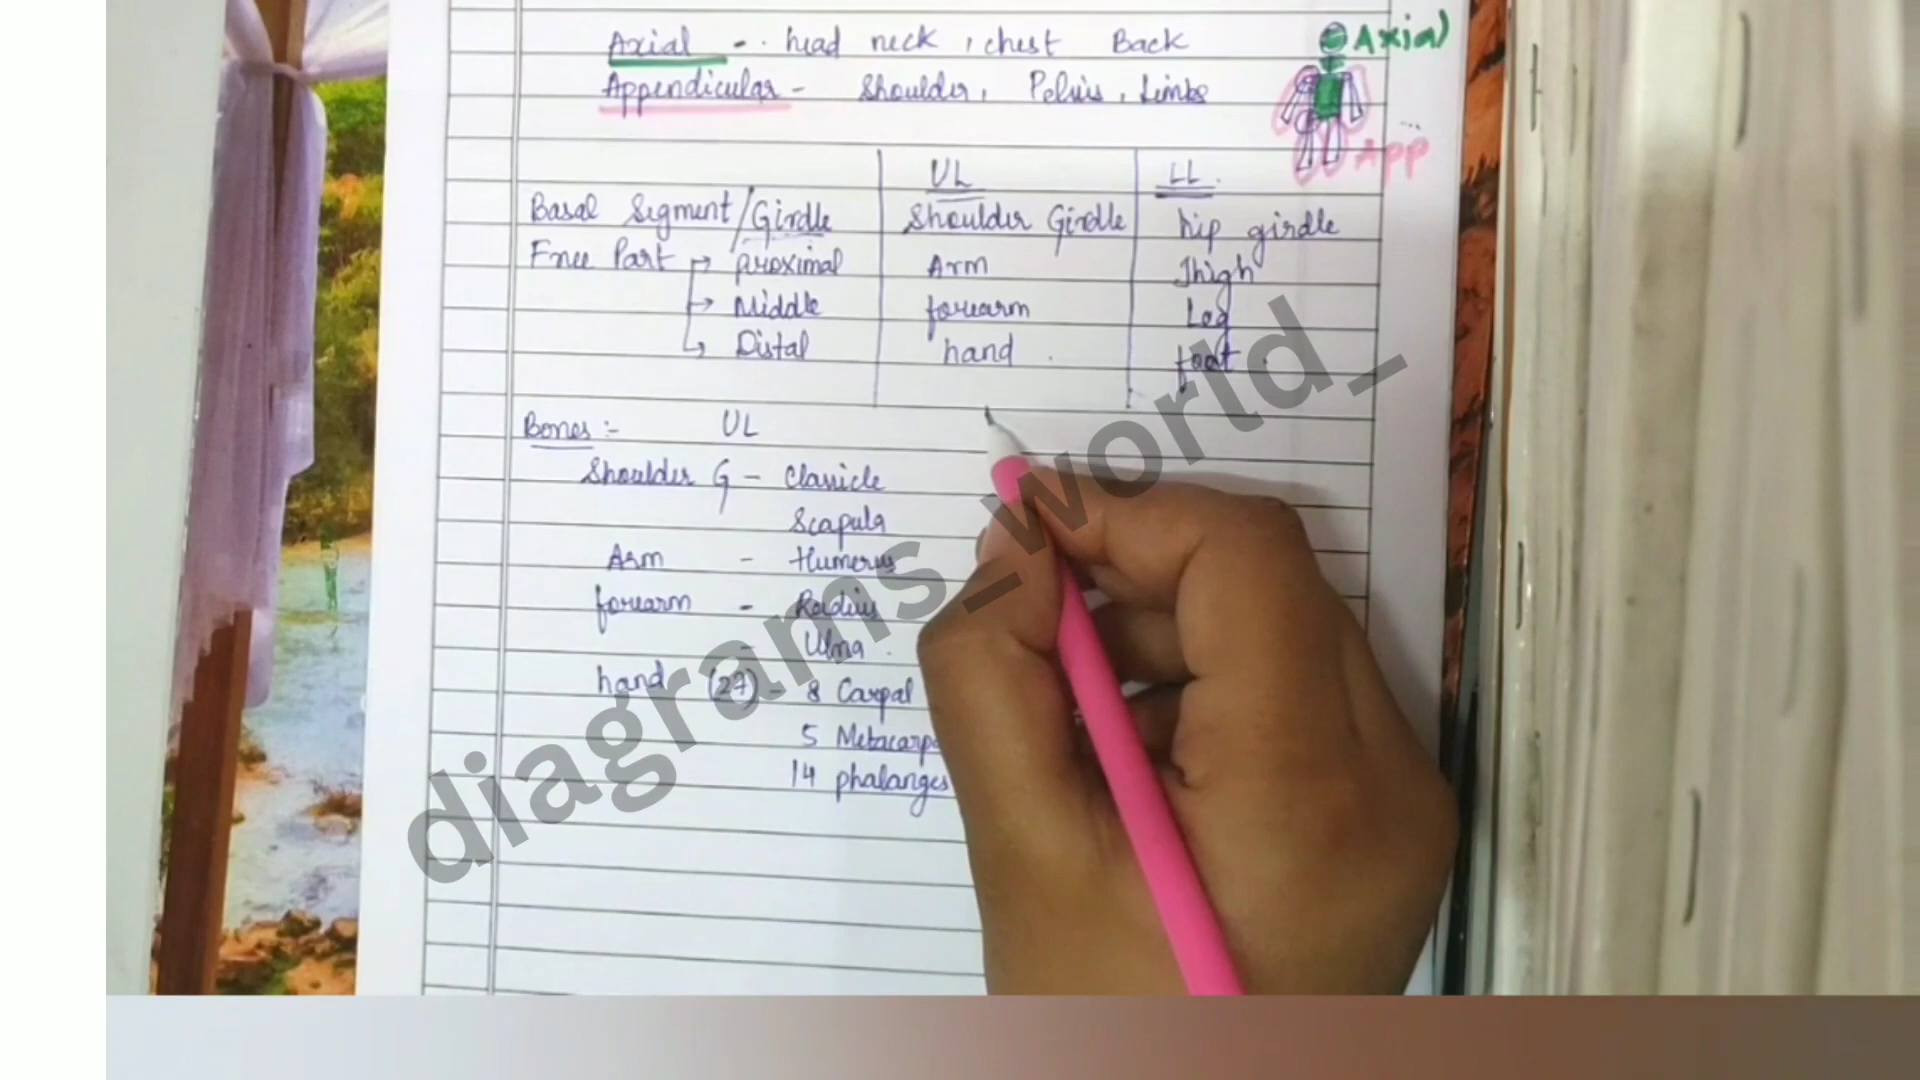 Axial - head neck, chest Back
Axial
Appendicular - Shoulder, Pelvis, Limbs
App
UL LL
Basal Segment/Girdle Shoulder Girdle hip girdle
Free Part → proximal Arm Thigh
→ Middle forearm Leg
→ Distal hand foot
Bones :- UL
Shoulder G - Clavicle
Scapula
Arm - Humerus
forearm - Radius
Ulna
hand (27) - 8 Carpal
5 Metacarpa
14 phalanges
diagrams_world_